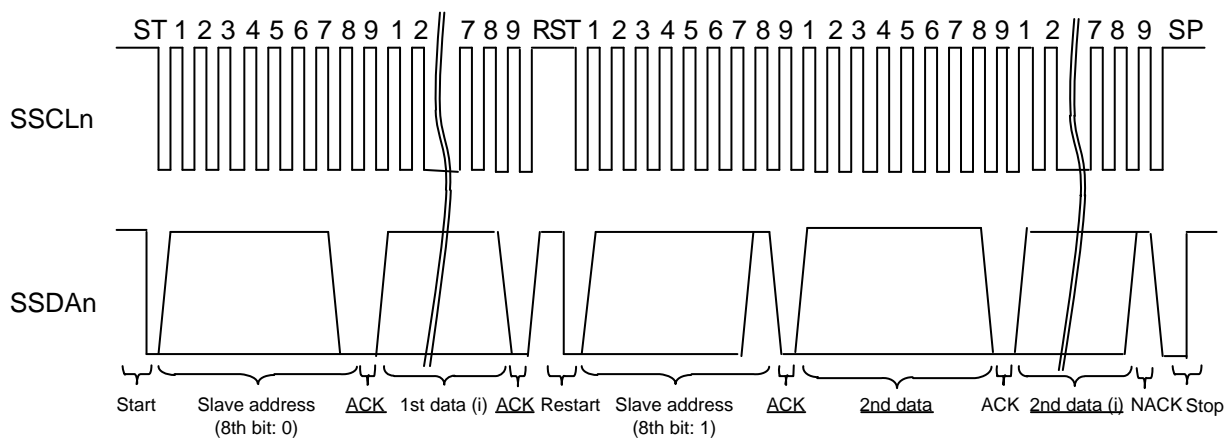 ST 1 2 3 4 5 6 7 8 9 1 2 7 8 9 RST 1 2 3 4 5 6 7 8 9 1 2 3 4 5 6 7 8 9 1 2 7 8 9 SP
SSCLn
SSDAn
Start Slave address ACK 1st data (i) ACK Restart Slave address ACK 2nd data ACK 2nd data (i) NACK Stop
(8th bit: 0) (8th bit: 1)